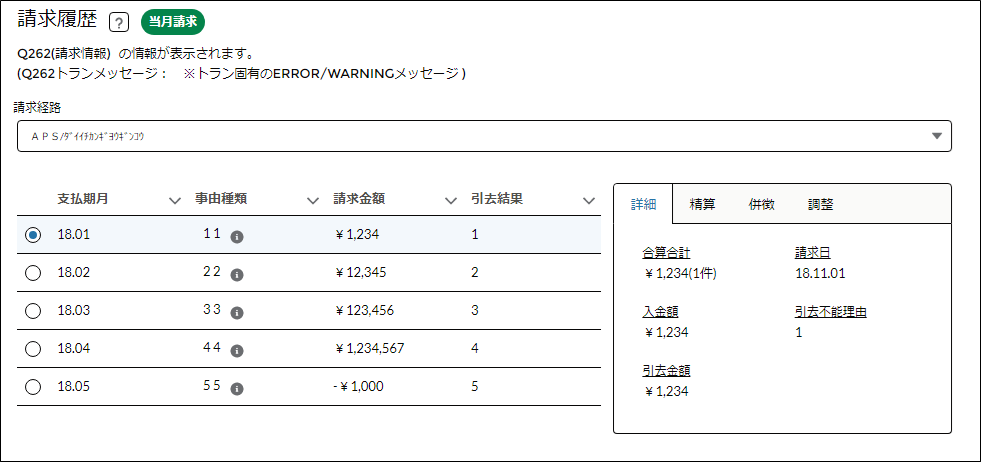 請求履歴 ? 当月請求
Q262(請求情報) の情報が表示されます。
(Q262トランメッセージ： ※トラン固有のERROR/WARNINGメッセージ )
請求経路
ＡＰＳ/ﾀﾞｲｲﾁｶﾝｷﾞﾖｳｷﾞﾝｺｳ
支払期月 事由種類 請求金額 引去結果
18.01 11 ￥1,234 1
18.02 22 ￥12,345 2
18.03 33 ￥123,456 3
18.04 44 ￥1,234,567 4
18.05 55 -￥1,000 5
詳細 精算 併徴 調整
合算合計 請求日
￥1,234(1件) 18.11.01
入金額 引去不能理由
￥1,234 1
引去金額
￥1,234